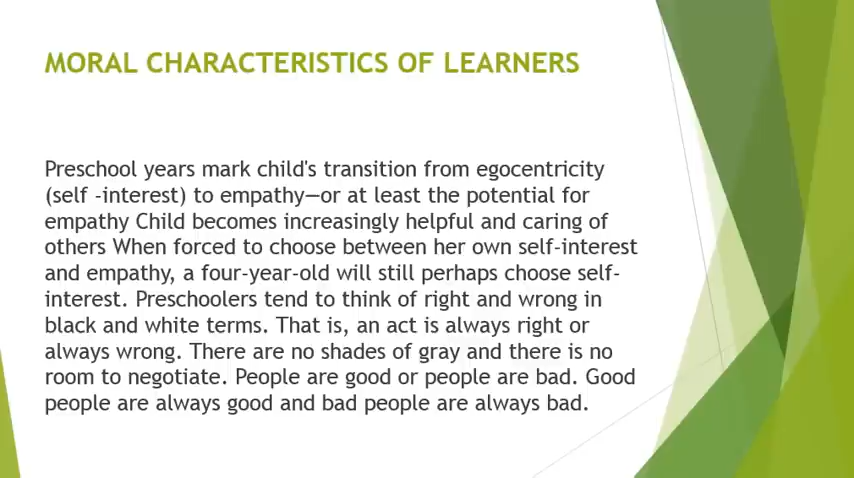 MORAL CHARACTERISTICS OF LEARNERS
Preschool years mark child's transition from egocentricity
(self -interest) to empathy—or at least the potential for
empathy Child becomes increasingly helpful and caring of
others When forced to choose between her own self-interest
and empathy, a four-year-old will still perhaps choose self-
interest. Preschoolers tend to think of right and wrong in
black and white terms. That is, an act is always right or
always wrong. There are no shades of gray and there is no
room to negotiate. People are good or people are bad. Good
people are always good and bad people are always bad.